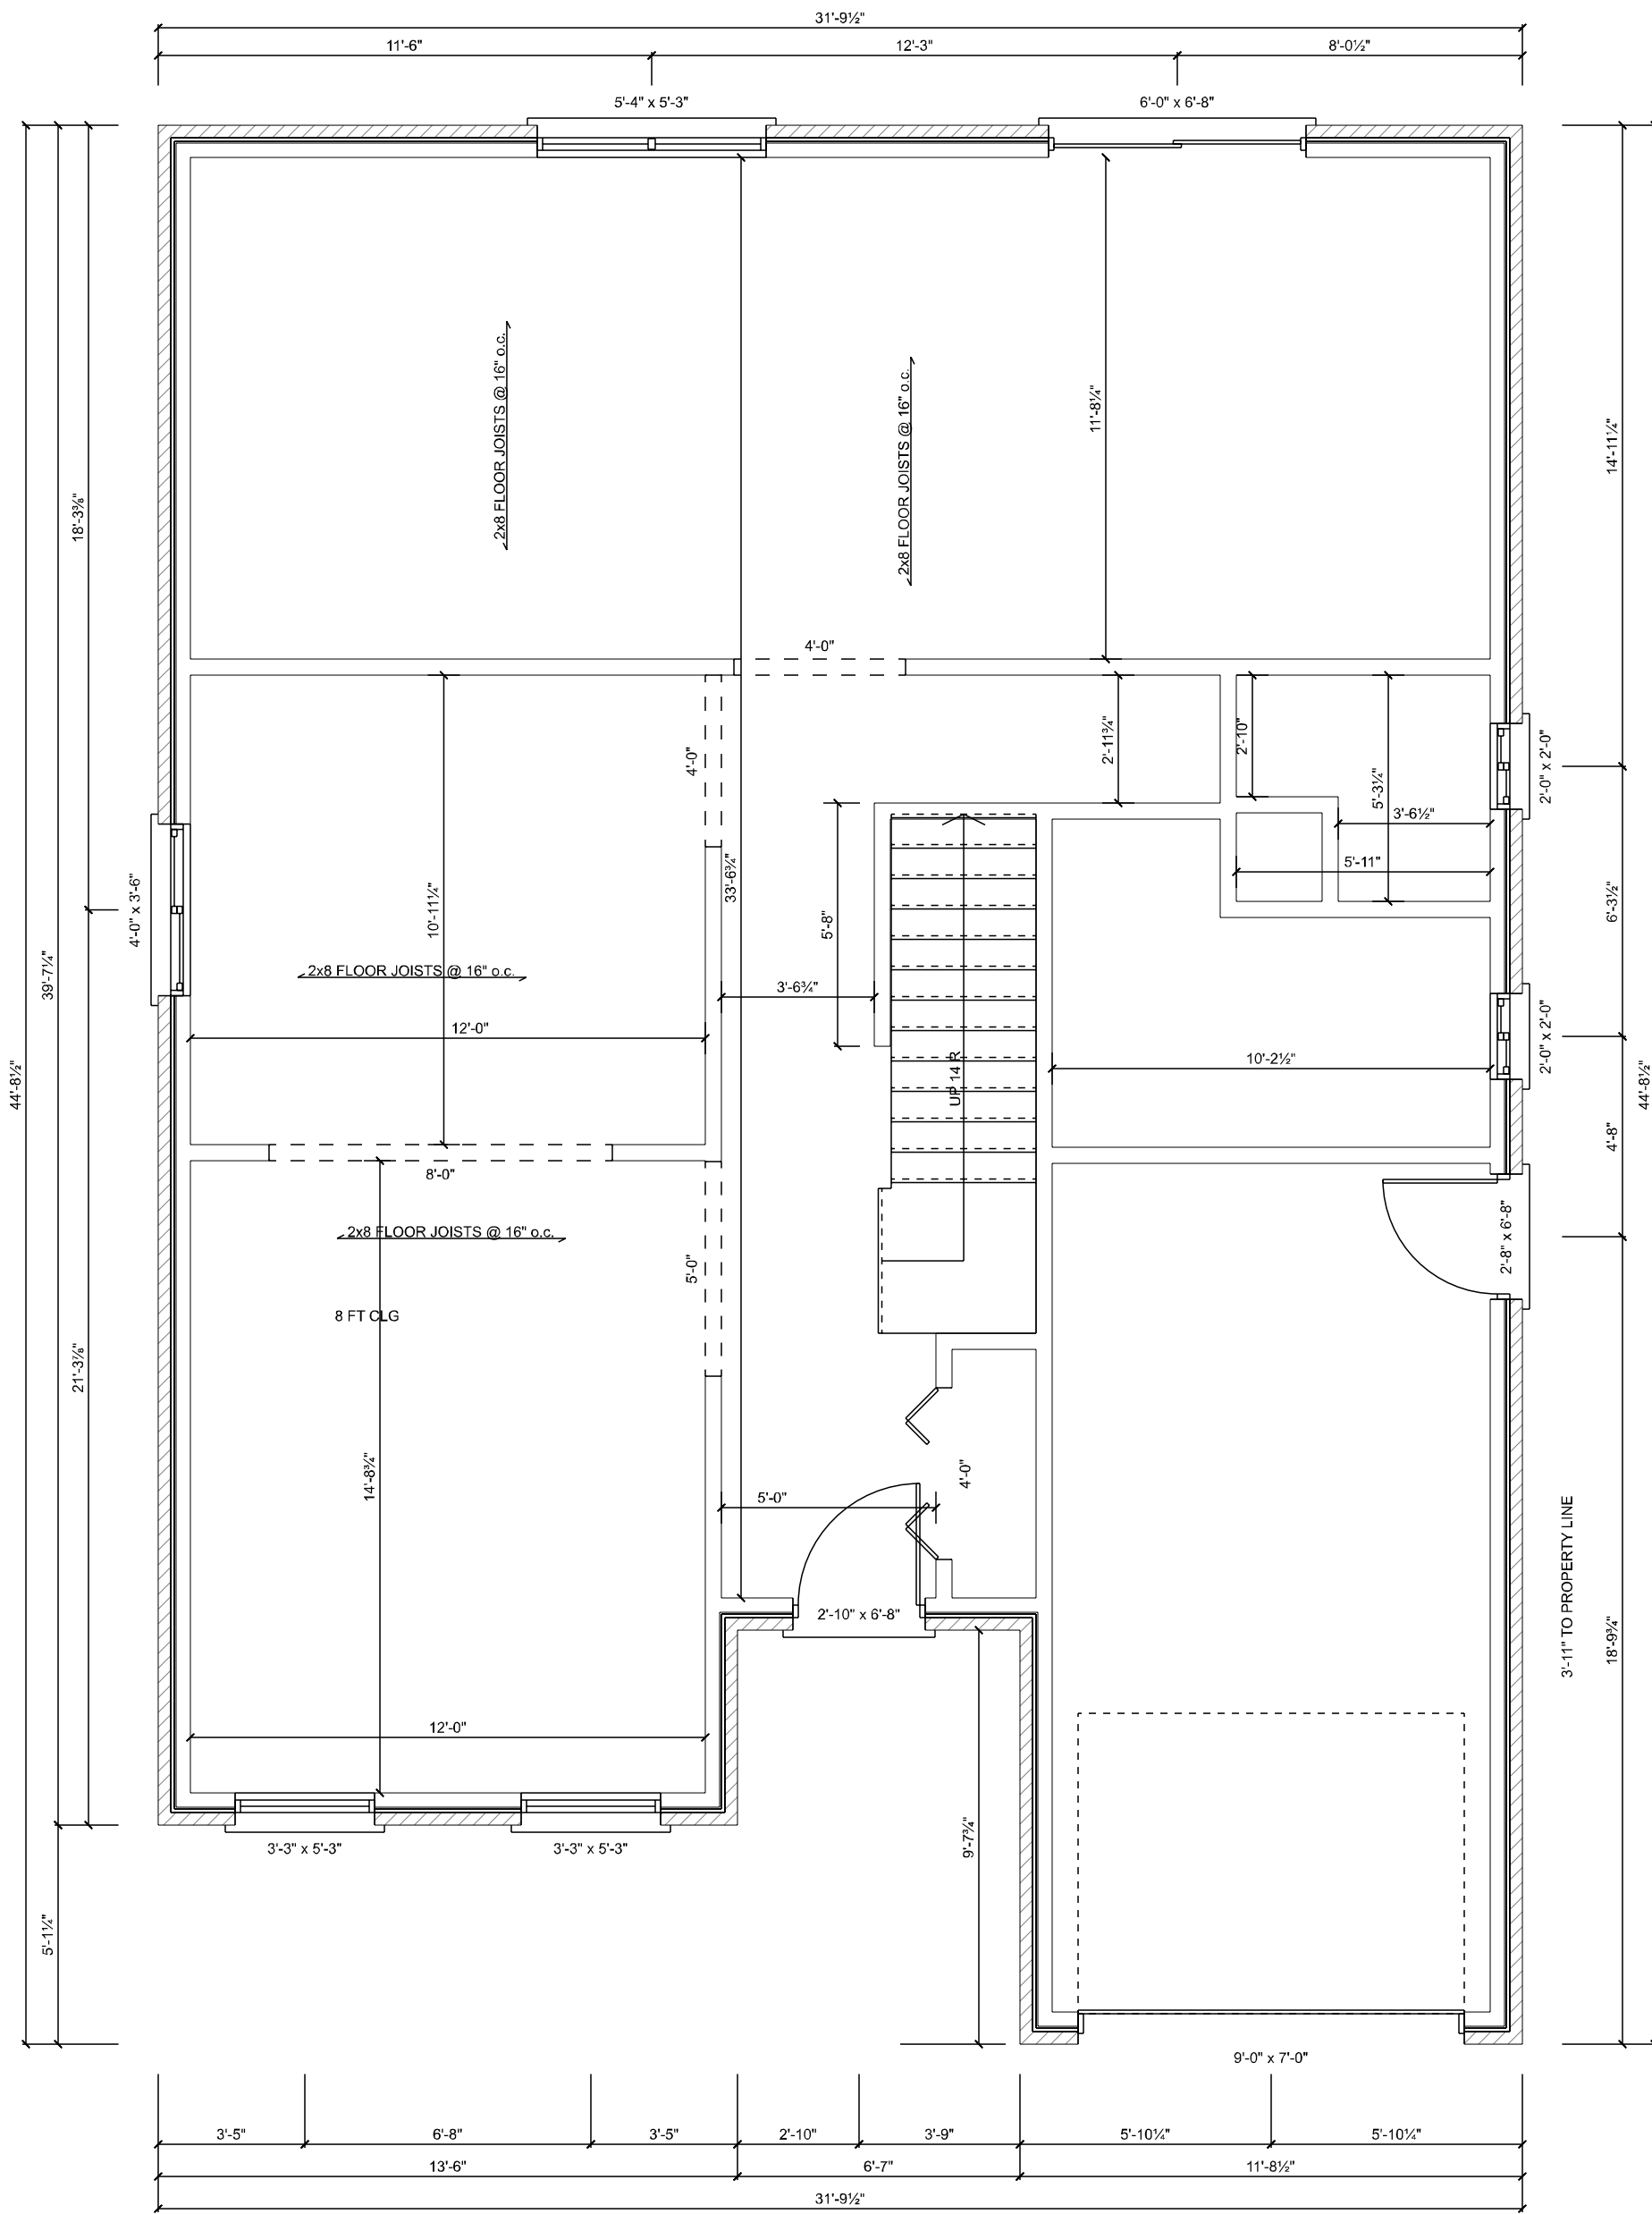 31'-9½"
11'-6"
12'-3"
8'-0½"
5'-4" x 5'-3"
6'-0" x 6'-8"
2x8 FLOOR JOISTS @ 16" o.c.
2x8 FLOOR JOISTS @ 16" o.c.
11'-8¼"
14'-11¼"
18'-3⅜"
4'-0"
4'-0"
2'-11¾"
2'-10"
5'-3¼"
3'-6½"
5'-11"
2'-0" x 2'-0"
4'-0" x 3'-6"
10'-11¼"
33'-6¾"
5'-8"
6'-3½"
39'-7¼"
2x8 FLOOR JOISTS @ 16" o.c.
3'-6¾"
12'-0"
UP 14 R
10'-2½"
2'-0" x 2'-0"
44'-8½"
44'-8½"
4'-8"
8'-0"
2x8 FLOOR JOISTS @ 16" o.c.
5'-0"
2'-8" x 6'-8"
8 FT CLG
21'-3⅞"
14'-8¾"
4'-0"
5'-0"
3'-11" TO PROPERTY LINE
18'-9¾"
2'-10" x 6'-8"
12'-0"
9'-7¾"
3'-3" x 5'-3"
3'-3" x 5'-3"
5'-1¼"
9'-0" x 7'-0"
3'-5"
6'-8"
3'-5"
2'-10"
3'-9"
5'-10¼"
5'-10¼"
13'-6"
6'-7"
11'-8½"
31'-9½"